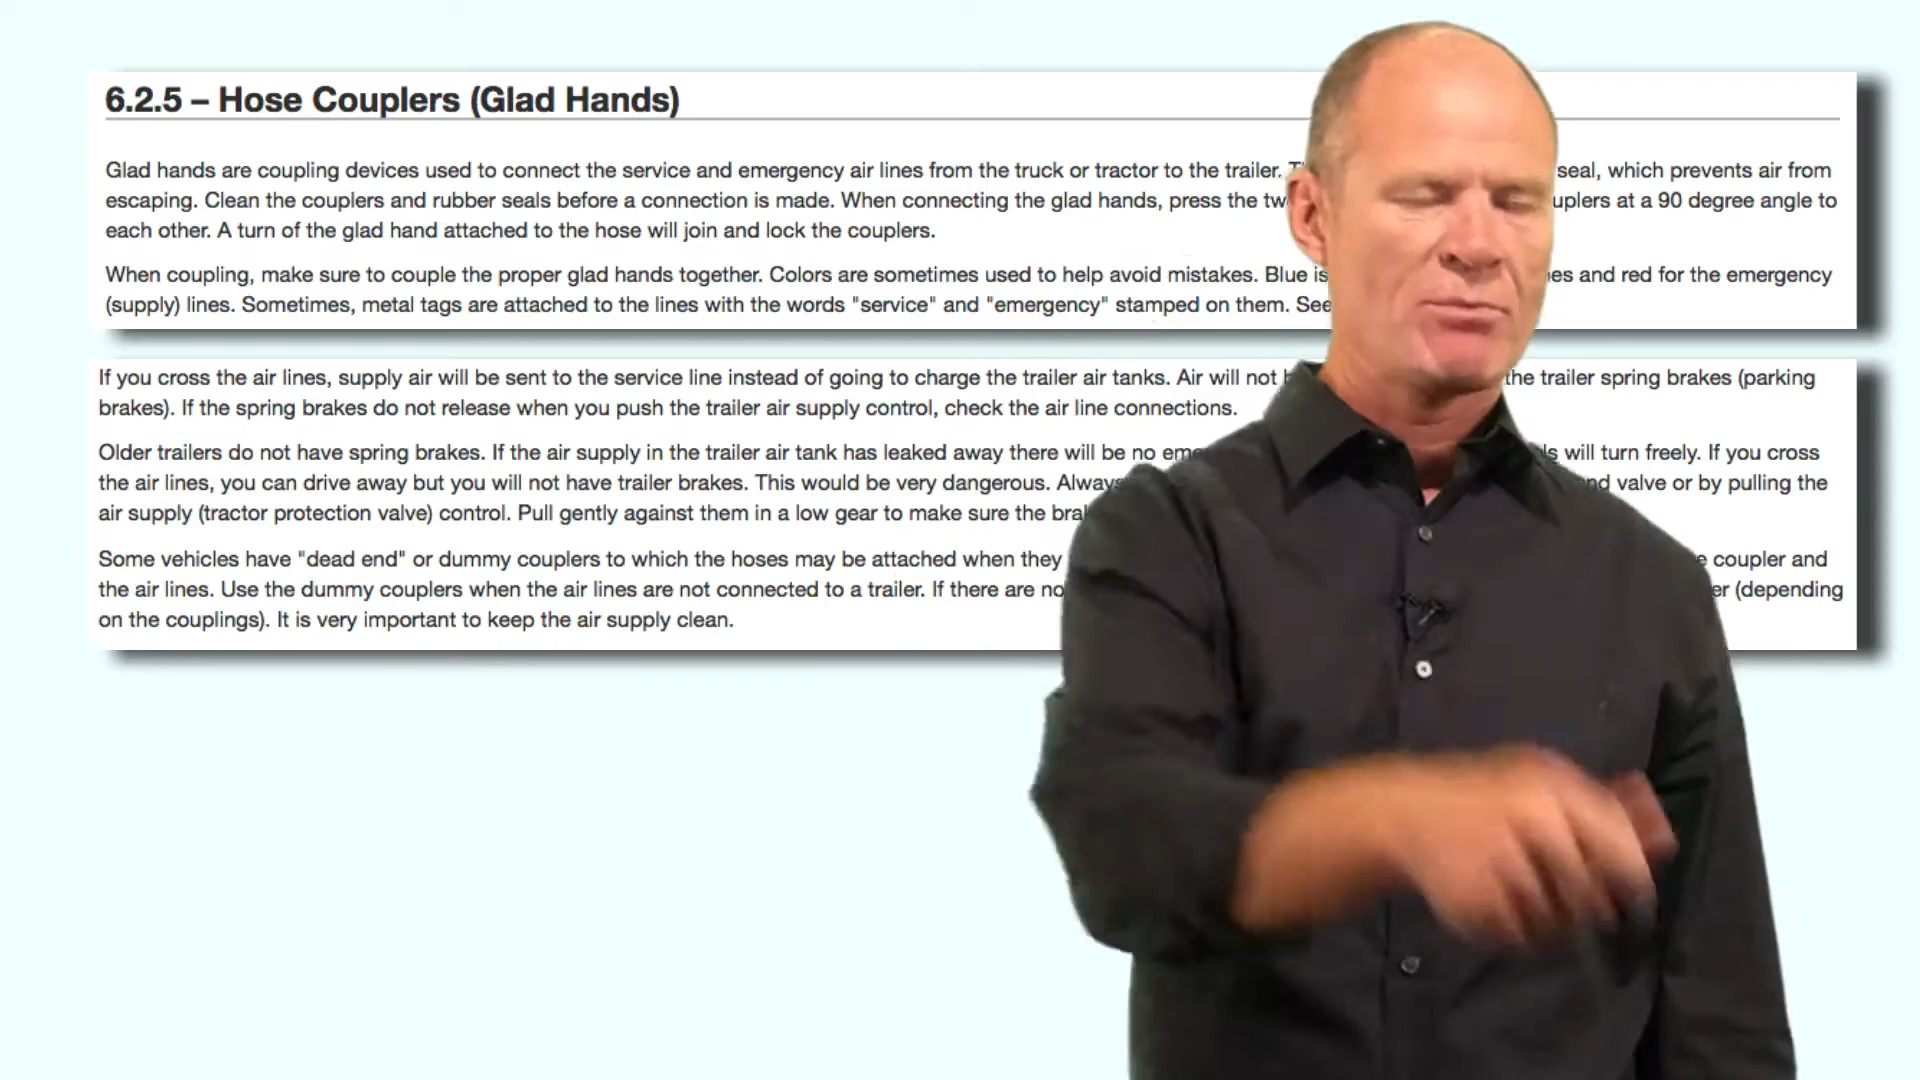 6.2.5 – Hose Couplers (Glad Hands)
Glad hands are coupling devices used to connect the service and emergency air lines from the truck or tractor to the trailer. seal, which prevents air from
escaping. Clean the couplers and rubber seals before a connection is made. When connecting the glad hands, press the at a 90 degree angle to
each other. A turn of the glad hand attached to the hose will join and lock the couplers.
When coupling, make sure to couple the proper glad hands together. Colors are sometimes used to help avoid mistakes. Blue is and red for the emergency
(supply) lines. Sometimes, metal tags are attached to the lines with the words "service" and "emergency" stamped on them. See
If you cross the air lines, supply air will be sent to the service line instead of going to charge the trailer air tanks. Air will not the trailer spring brakes (parking
brakes). If the spring brakes do not release when you push the trailer air supply control, check the air line connections.
Older trailers do not have spring brakes. If the air supply in the trailer air tank has leaked away there will be no will turn freely. If you cross
the air lines, you can drive away but you will not have trailer brakes. This would be very dangerous. Always valve or by pulling the
air supply (tractor protection valve) control. Pull gently against them in a low gear to make sure the
Some vehicles have "dead end" or dummy couplers to which the hoses may be attached when they coupler and
the air lines. Use the dummy couplers when the air lines are not connected to a trailer. If there are no (depending
on the couplings). It is very important to keep the air supply clean.